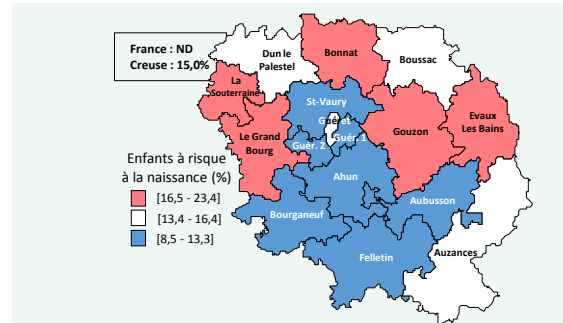 France : ND
Creuse : 15,0%
Dun le
Palestel
Bonnat
Boussac
La
Souterraine
St-Vaury
Guéret
Guér. 1
Guér. 2
Le Grand
Bourg
Gouzon
Evaux
Les Bains
Ahun
Bourganeuf
Aubusson
Felletin
Auzances
Enfants à risque
à la naissance (%)
[16,5 - 23,4]
[13,4 - 16,4]
[8,5 - 13,3]